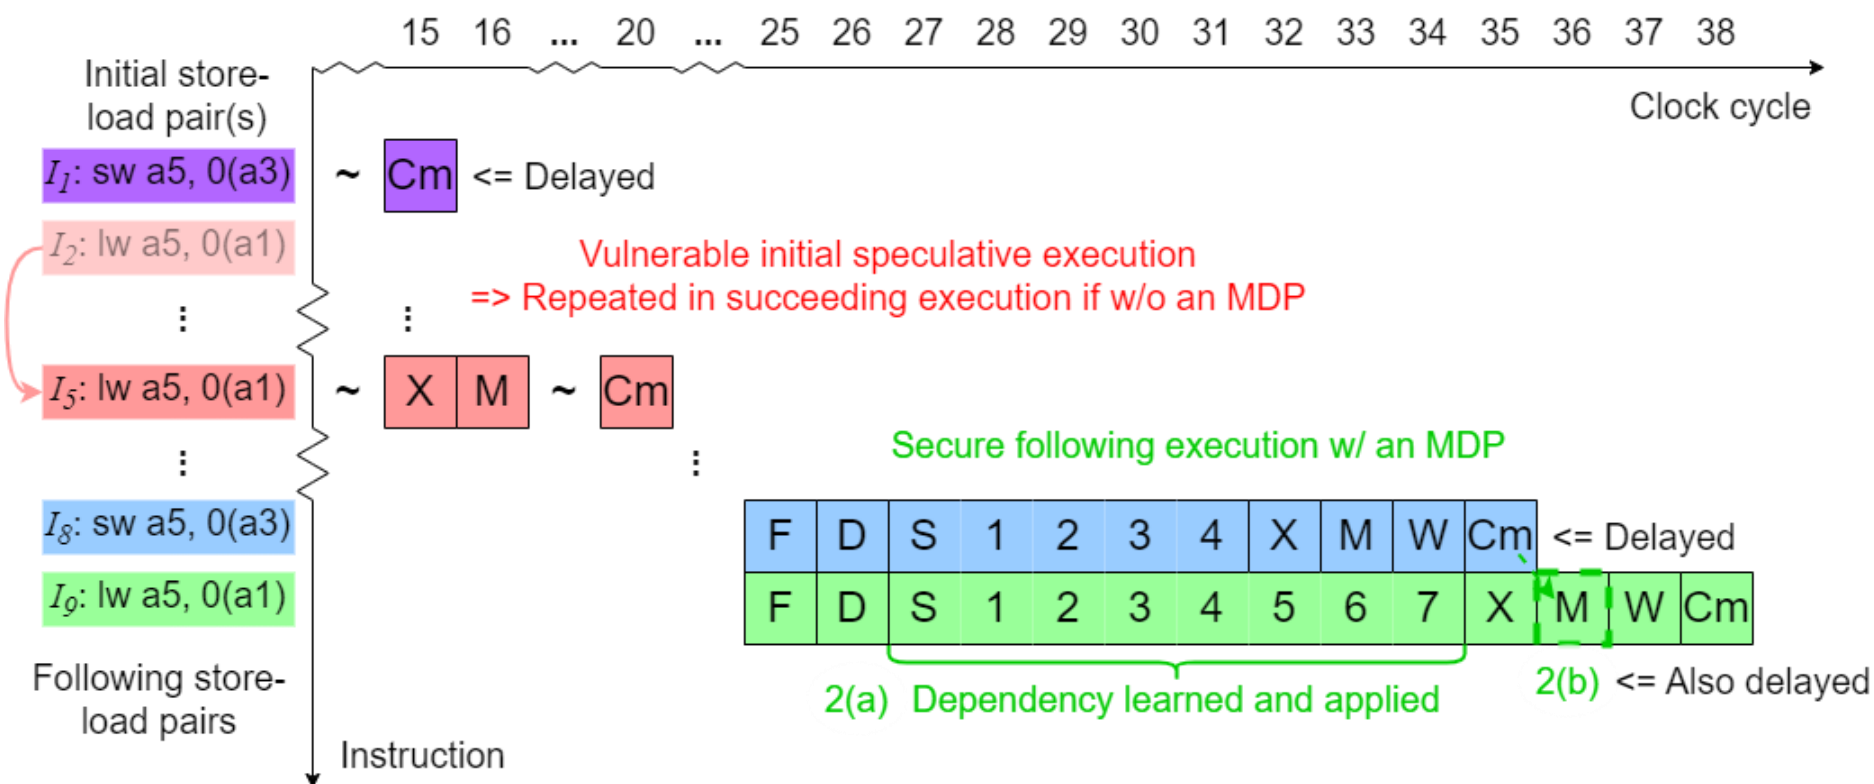 15 16 ... 20 ... 25 26 27 28 29 30 31 32 33 34 35 36 37 38
Clock cycle
Initial store-
load pair(s)
I1: sw a5, 0(a3) ~ Cm <= Delayed
I2: lw a5, 0(a1)
Vulnerable initial speculative execution
=> Repeated in succeeding execution if w/o an MDP
⋮ ⋮
I5: lw a5, 0(a1) ~ X M ~ Cm
Secure following execution w/ an MDP
⋮ ⋮
I8: sw a5, 0(a3) F D S 1 2 3 4 X M W Cm <= Delayed
I9: lw a5, 0(a1) F D S 1 2 3 4 5 6 7 X M W Cm
2(a) Dependency learned and applied
2(b) <= Also delayed
Following store-
load pairs
Instruction